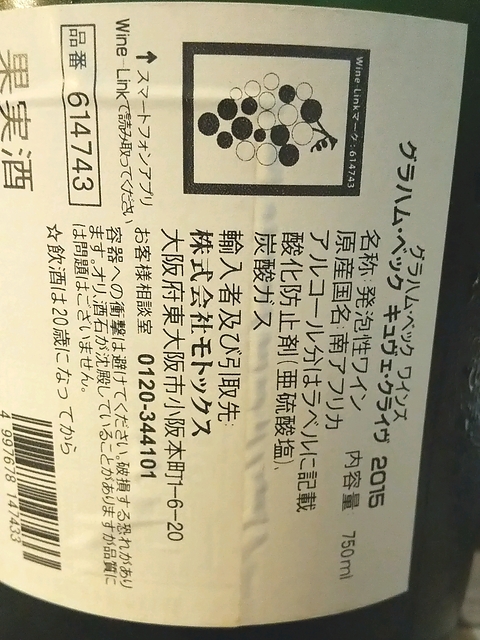 グラハム・ベック ワインズ
グラハム・ベック キュヴェ・クライヴ 2015
名称：発泡性ワイン 内容量 750ml
原産国名：南アフリカ
アルコール分はラベルに記載
酸化防止剤（亜硫酸塩）、
炭酸ガス
輸入者及び引取先：
株式会社モトックス
大阪府東大阪市小阪本町1-6-20
お客様相談室 0120-344101
容器への衝撃は避けてください。破損する恐れがあり
ます。オリ、酒石が沈殿していることがありますが品質に
は問題はございません。
☆飲酒は20歳になってから
Wine-Linkマーク：614743
↑スマートフォンアプリ
Wine-Linkで読み取ってください
品番 614743
果実酒
4 997678 147433